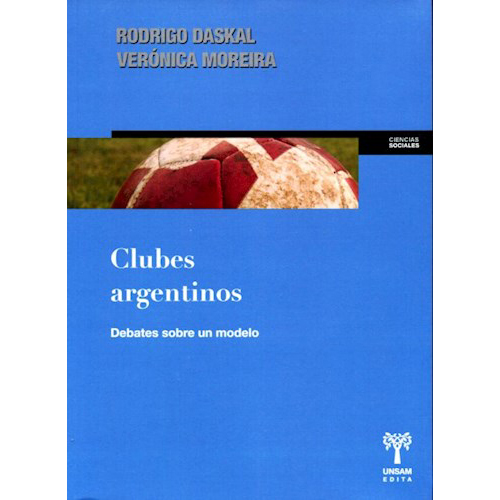 RODRIGO DASKAL
VERÓNICA MOREIRA
CIENCIAS
SOCIALES
Clubes
argentinos
Debates sobre un modelo
UNSAM
EDITA